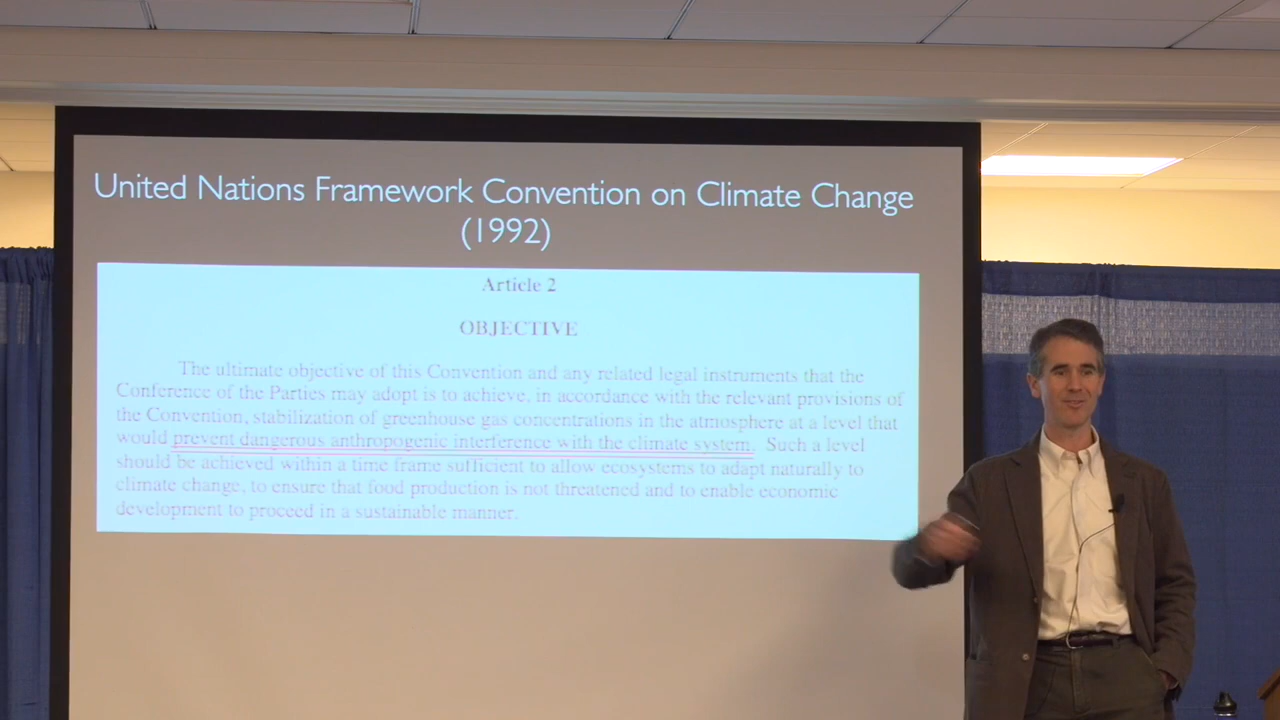 United Nations Framework Convention on Climate Change
(1992)
Article 2
OBJECTIVE
The ultimate objective of this Convention and any related legal instruments that the
Conference of the Parties may adopt is to achieve, in accordance with the relevant provisions of
the Convention, stabilization of greenhouse gas concentrations in the atmosphere at a level that
would prevent dangerous anthropogenic interference with the climate system. Such a level
should be achieved within a time frame sufficient to allow ecosystems to adapt naturally to
climate change, to ensure that food production is not threatened and to enable economic
development to proceed in a sustainable manner.